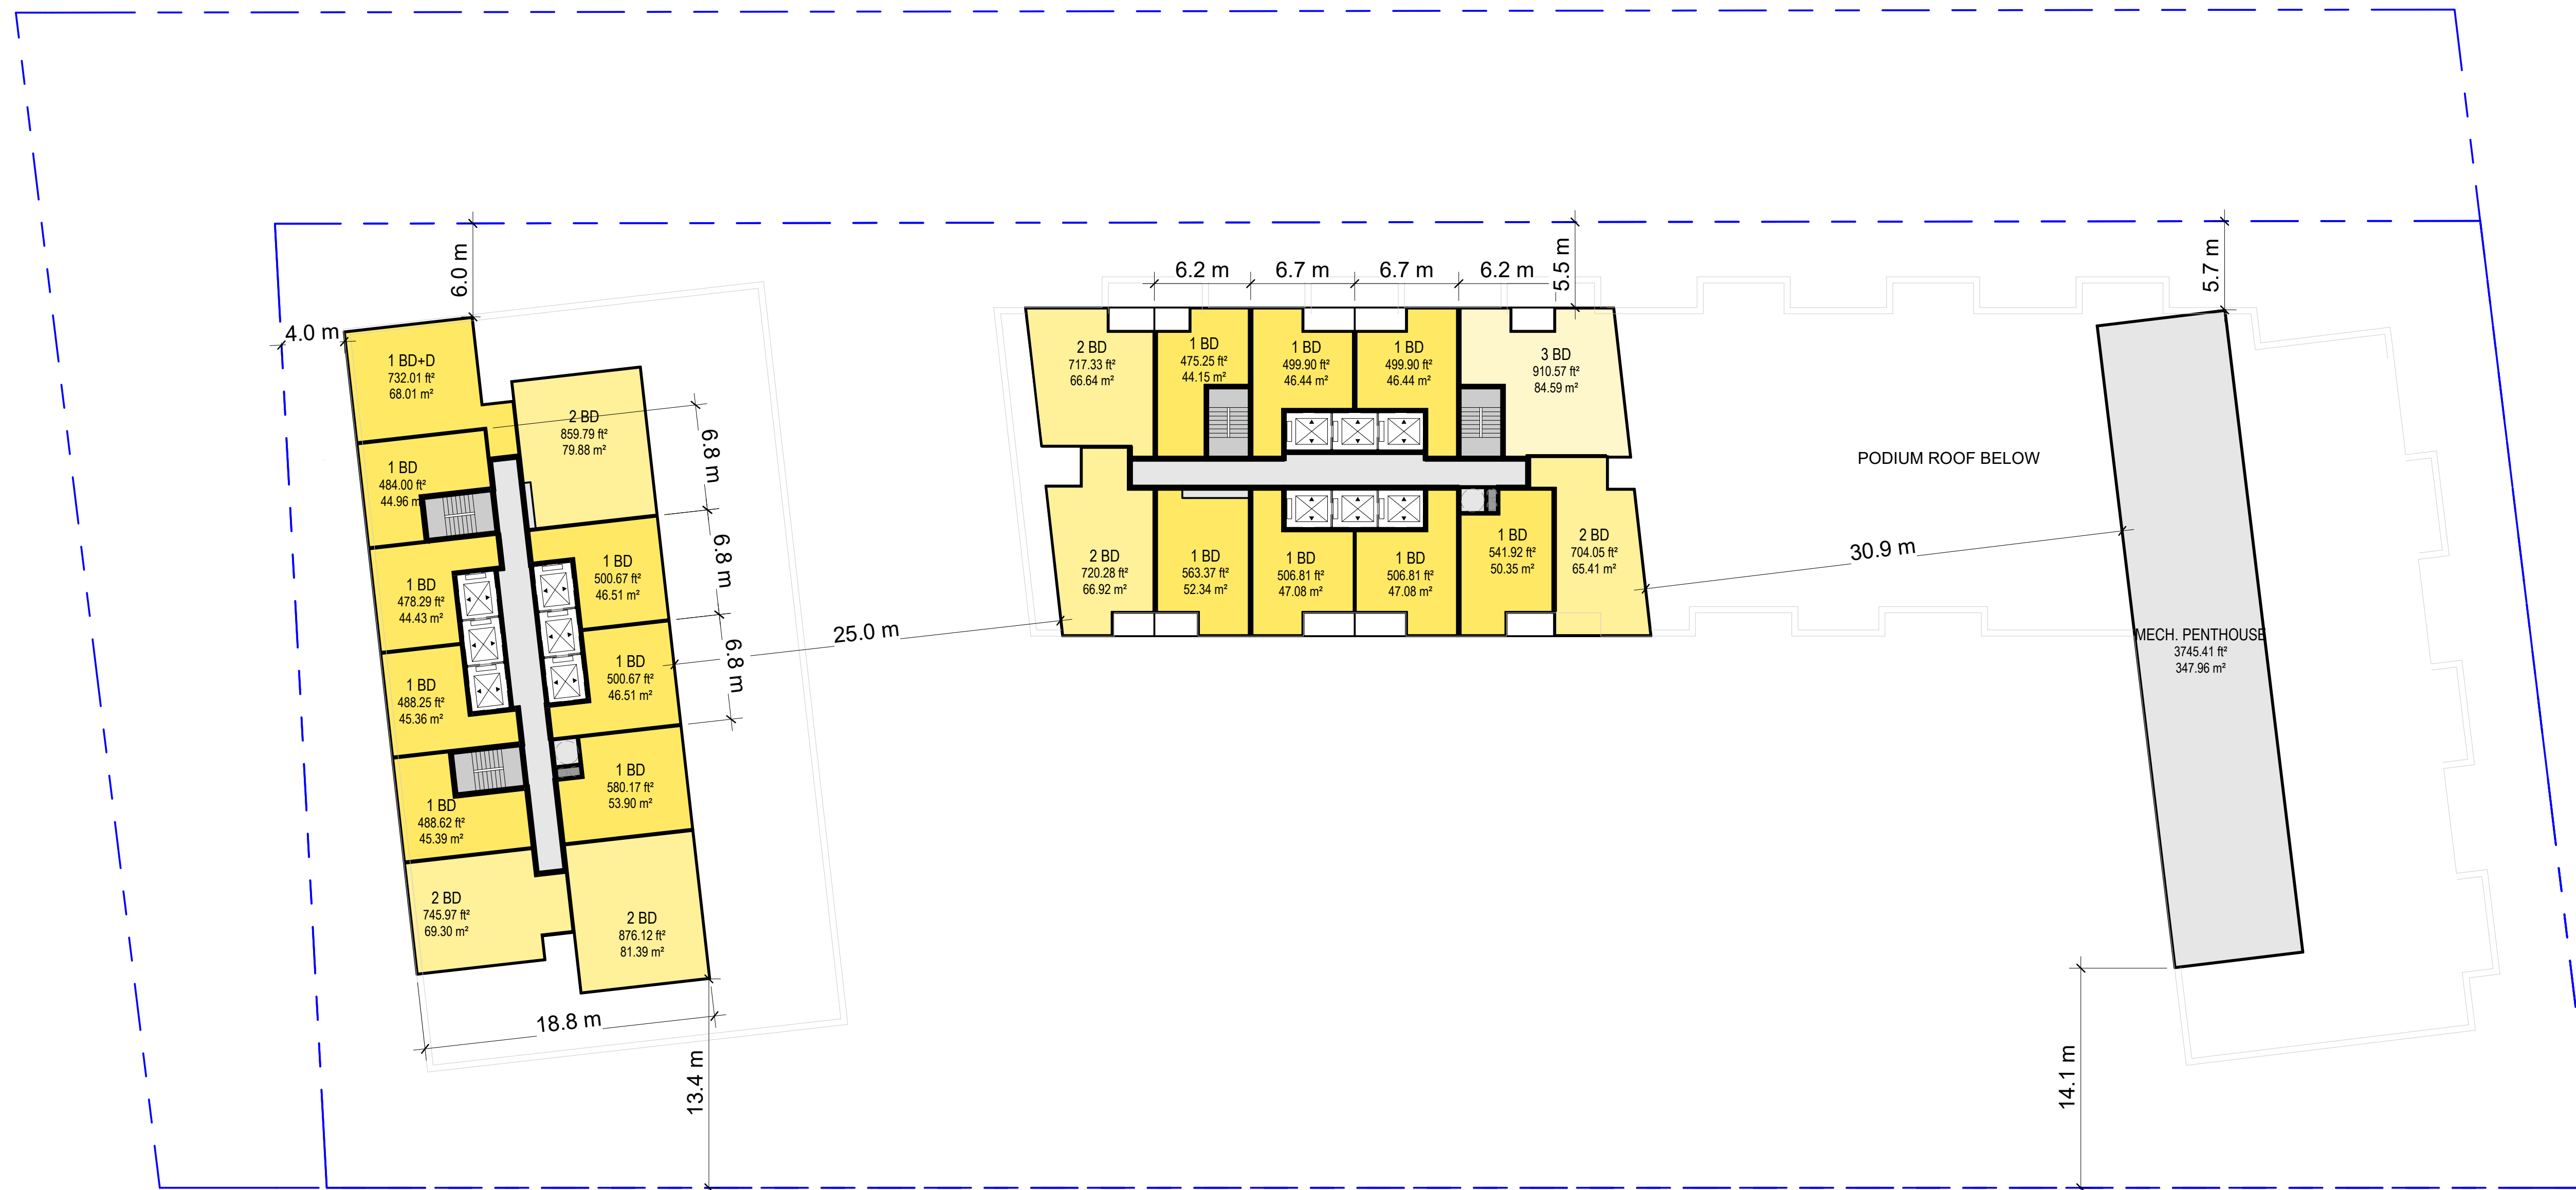 6.0 m
4.0 m
1 BD+D
732.01 ft²
68.01 m²
2 BD
859.79 ft²
79.88 m²
6.8 m
1 BD
484.00 ft²
44.96 m²
6.8 m
1 BD
500.67 ft²
46.51 m²
1 BD
478.29 ft²
44.43 m²
6.8 m
1 BD
500.67 ft²
46.51 m²
1 BD
488.25 ft²
45.36 m²
1 BD
580.17 ft²
53.90 m²
1 BD
488.62 ft²
45.39 m²
2 BD
745.97 ft²
69.30 m²
2 BD
876.12 ft²
81.39 m²
18.8 m
13.4 m
25.0 m
6.2 m
6.7 m
6.7 m
6.2 m
5.5 m
2 BD
717.33 ft²
66.64 m²
1 BD
475.25 ft²
44.15 m²
1 BD
499.90 ft²
46.44 m²
1 BD
499.90 ft²
46.44 m²
3 BD
910.57 ft²
84.59 m²
2 BD
720.28 ft²
66.92 m²
1 BD
563.37 ft²
52.34 m²
1 BD
506.81 ft²
47.08 m²
1 BD
506.81 ft²
47.08 m²
1 BD
541.92 ft²
50.35 m²
2 BD
704.05 ft²
65.41 m²
PODIUM ROOF BELOW
30.9 m
5.7 m
MECH. PENTHOUSE
3745.41 ft²
347.96 m²
14.1 m